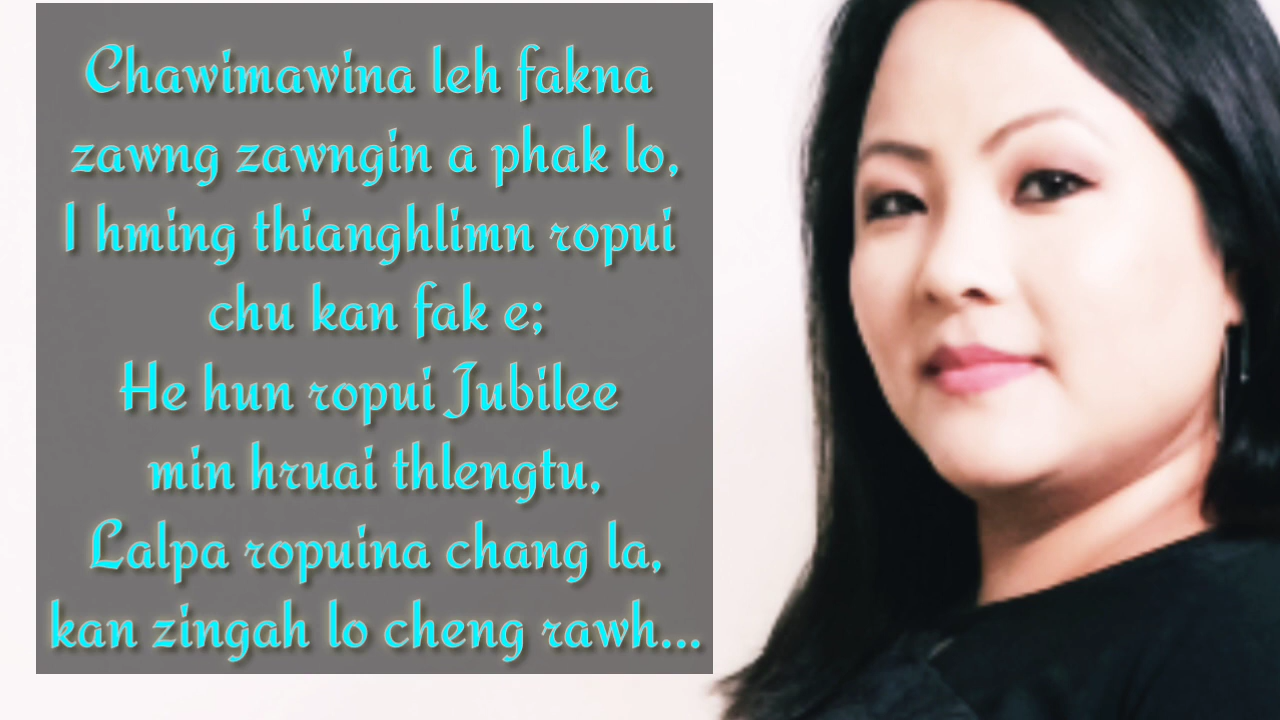 Chawimawina leh fakna
zawng zawngin a phak lo,
I hming thianghlimn ropui
chu kan fak e;
He hun ropui Jubilee
min hruai thlengtu,
Lalpa ropuina chang la,
kan zingah lo cheng rawh...